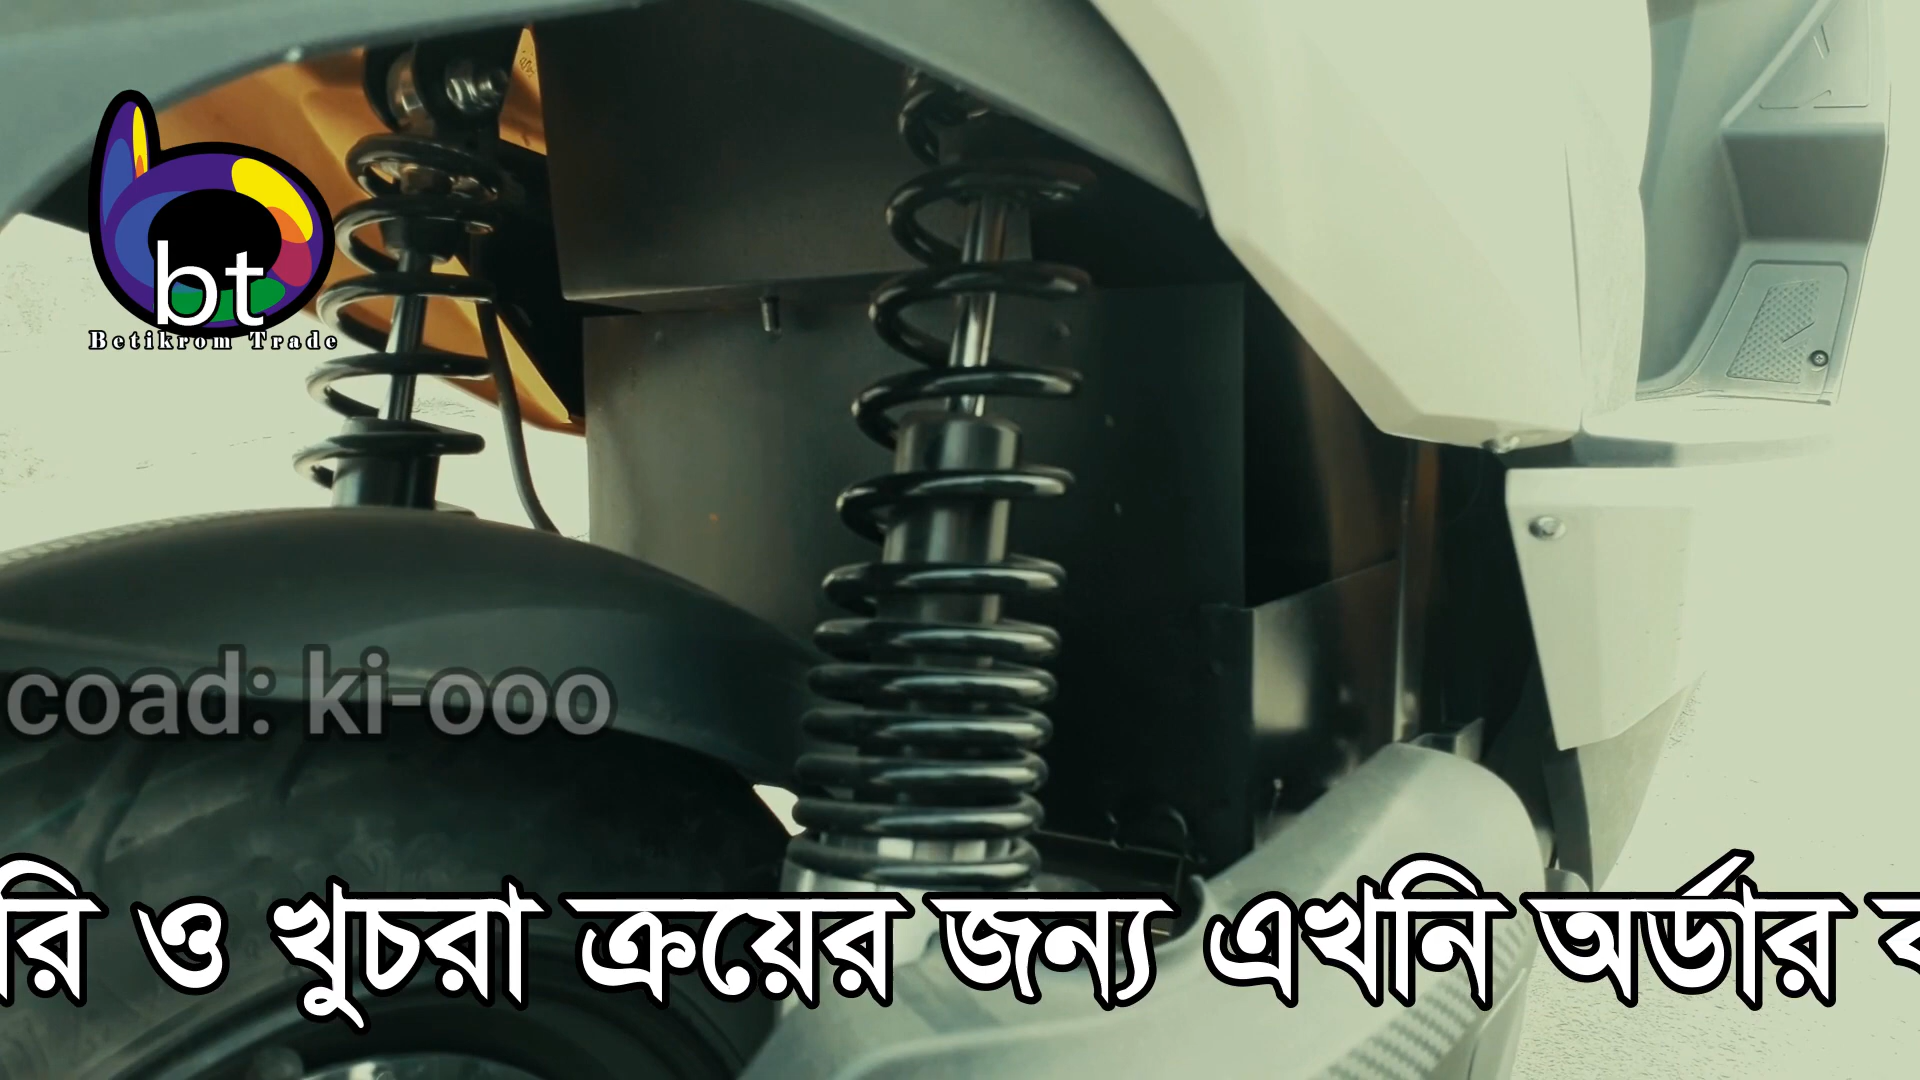 bt
Betikrom Trade
coad: ki-ooo
ও খুচরা ক্রয়ের জন্য এখনি অর্ডার